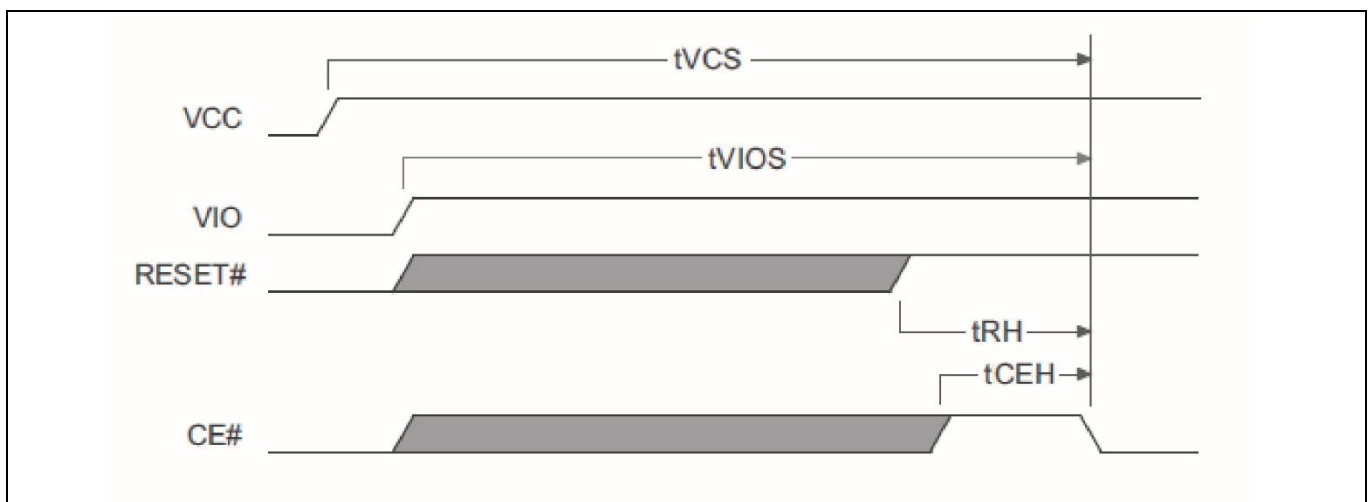 tVCS
VCC
tVIOS
VIO
RESET#
tRH
tCEH
CE#